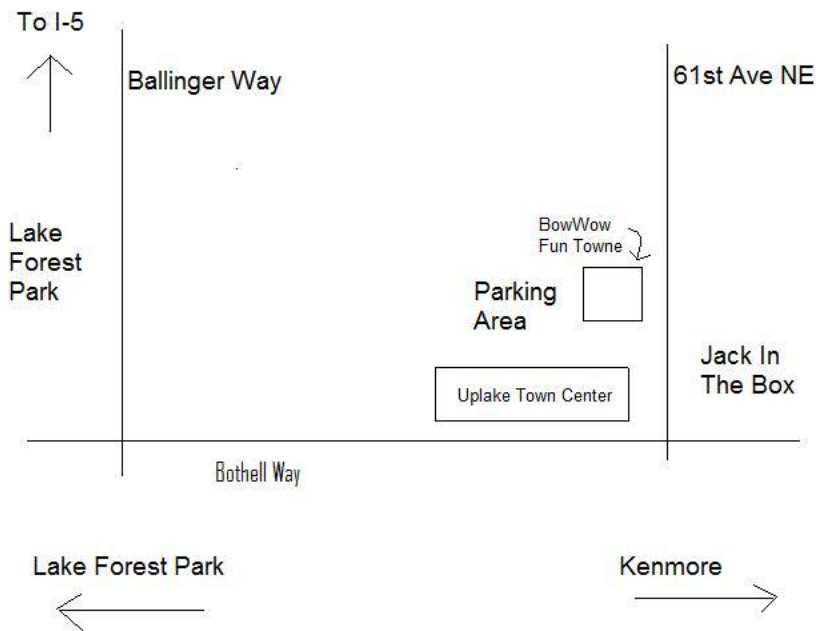 To I-5
Ballinger Way
61st Ave NE
Lake
Forest
Park
BowWow
Fun Towne
Parking
Area
Jack In
The Box
Uplake Town Center
Bothell Way
Lake Forest Park
Kenmore